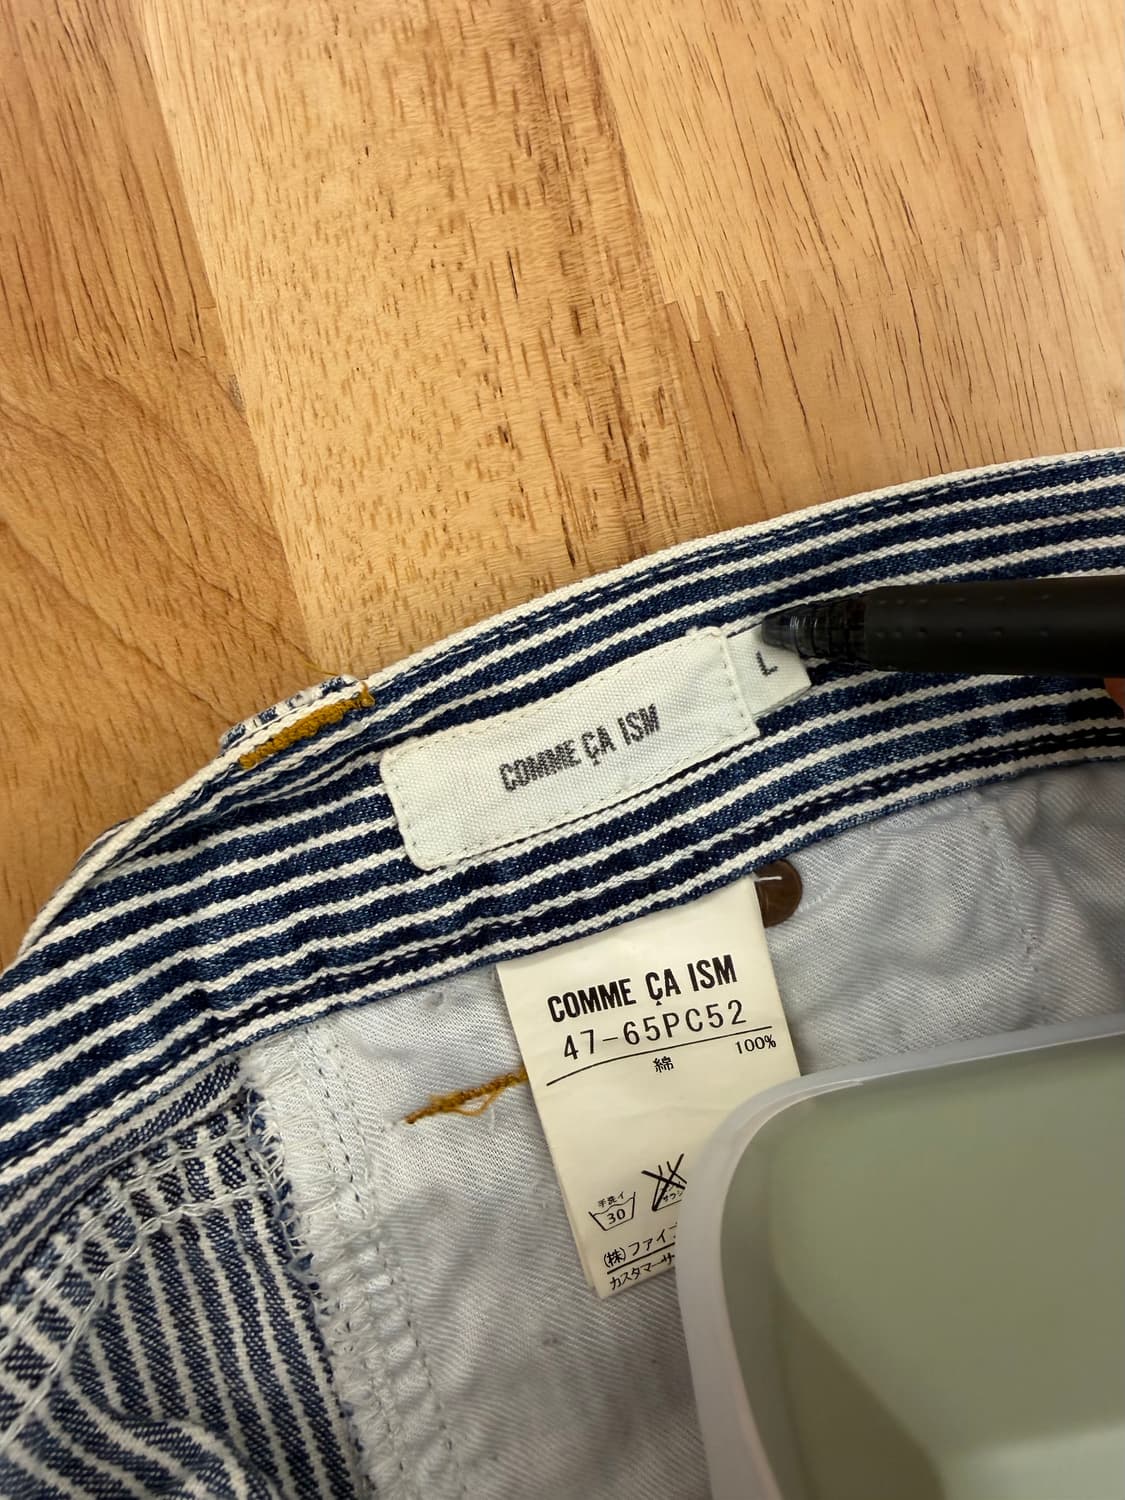 L
COMME ÇA ISM
COMME ÇA ISM
47-65PC52
綿 100%
手洗イ
30
(株)ファイ
カスタマーサ